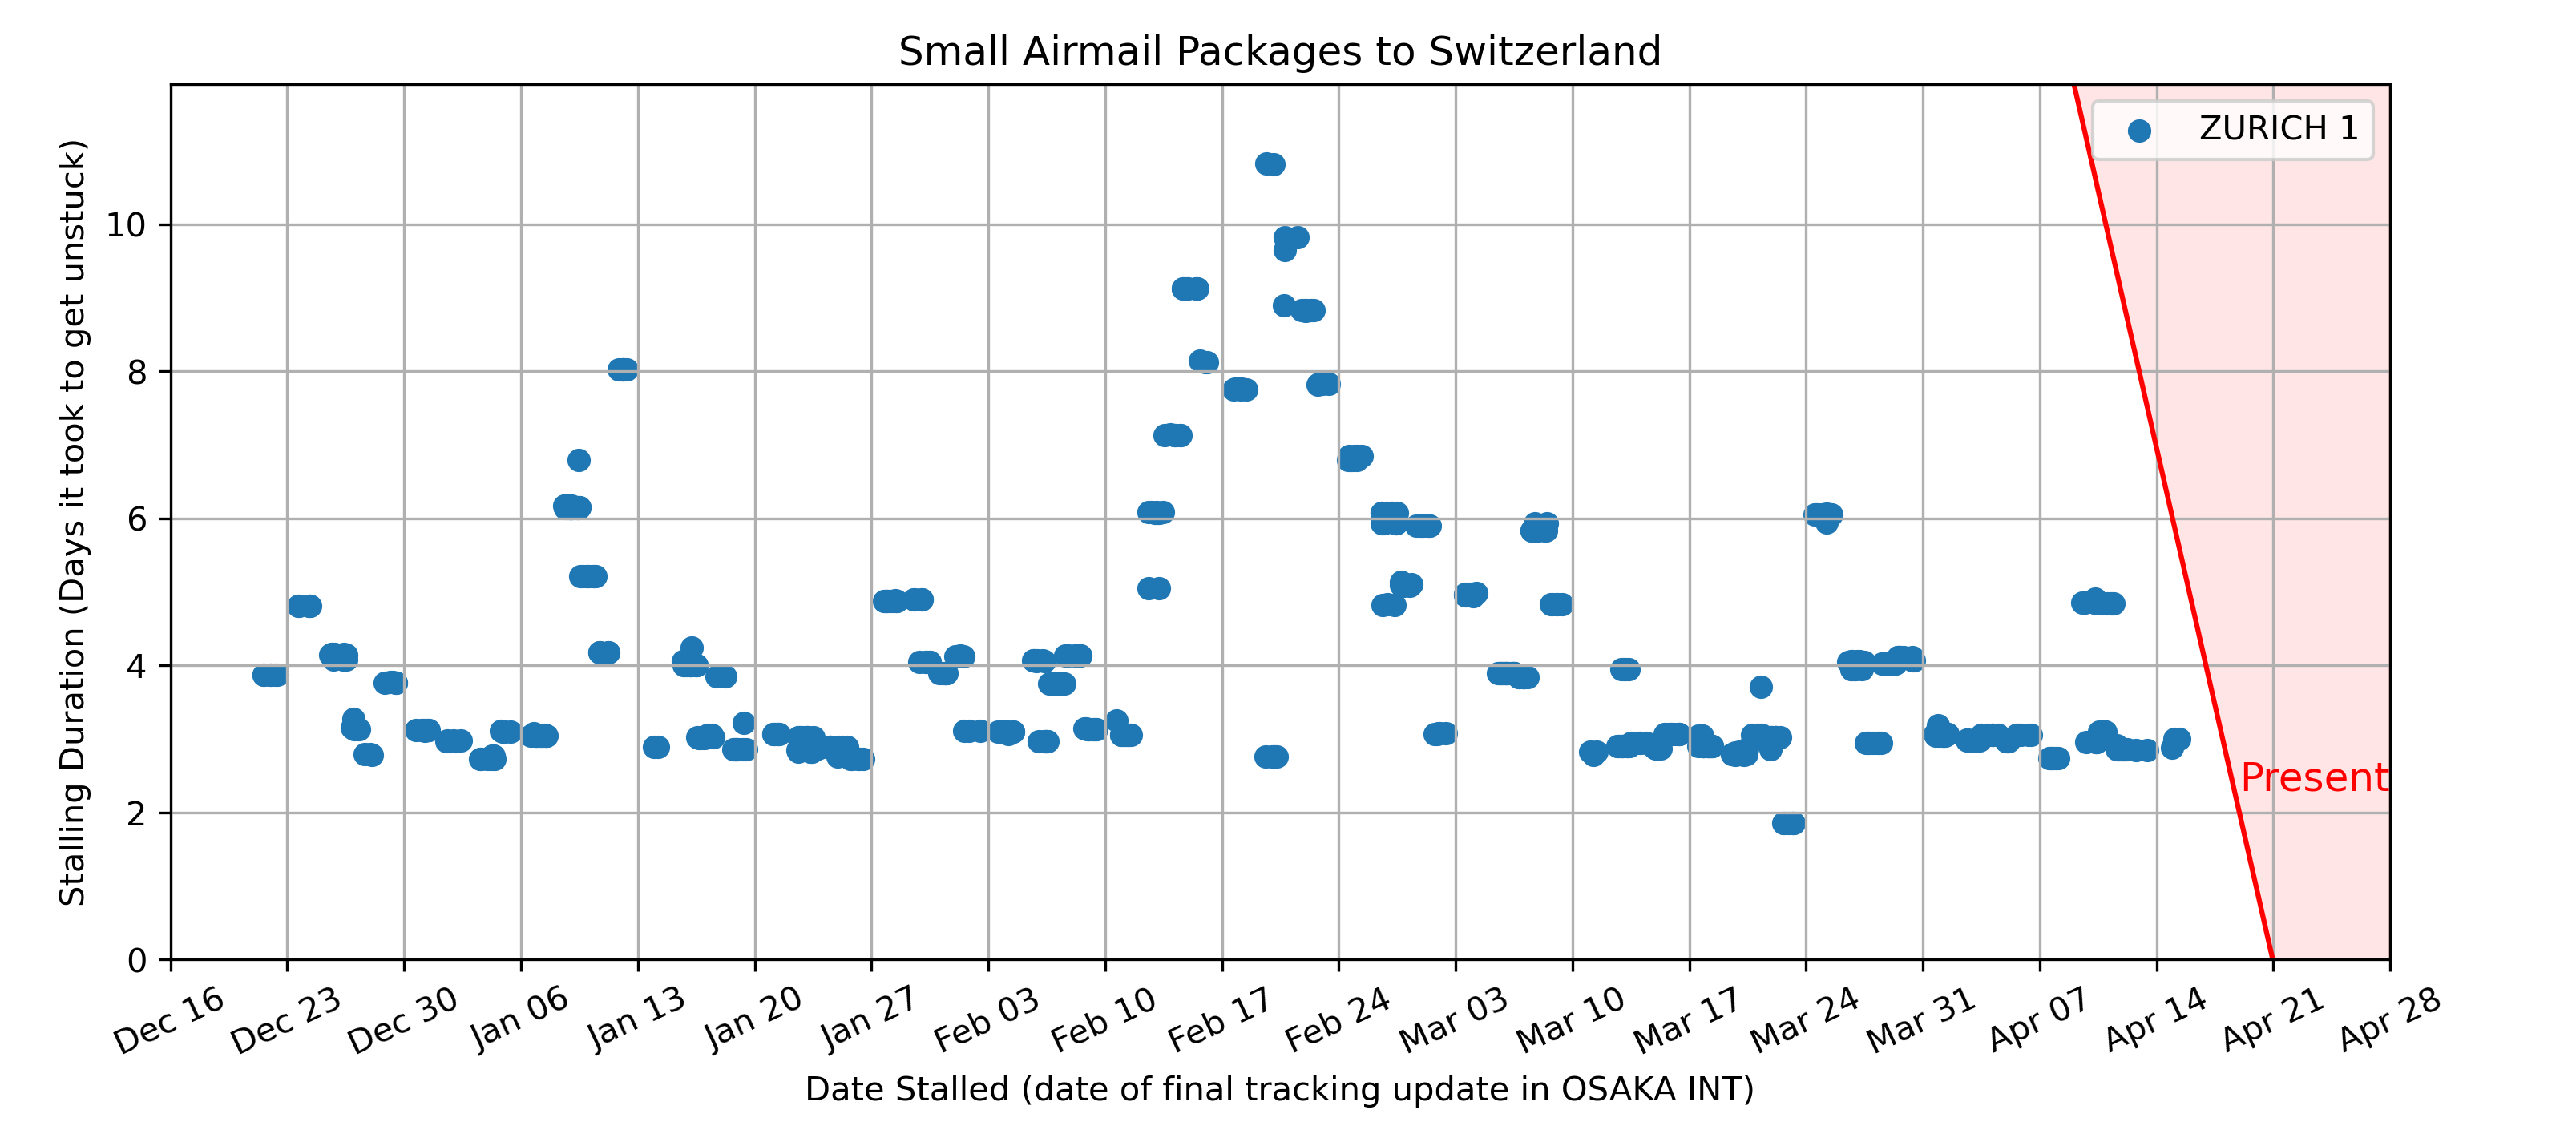 Small Airmail Packages to Switzerland
ZURICH 1
Stalling Duration (Days it took to get unstuck)
10
8
6
4
2
0
Present
Dec 16
Dec 23
Dec 30
Jan 06
Jan 13
Jan 20
Jan 27
Feb 03
Feb 10
Feb 17
Feb 24
Mar 03
Mar 10
Mar 17
Mar 24
Mar 31
Apr 07
Apr 14
Apr 21
Apr 28
Date Stalled (date of final tracking update in OSAKA INT)